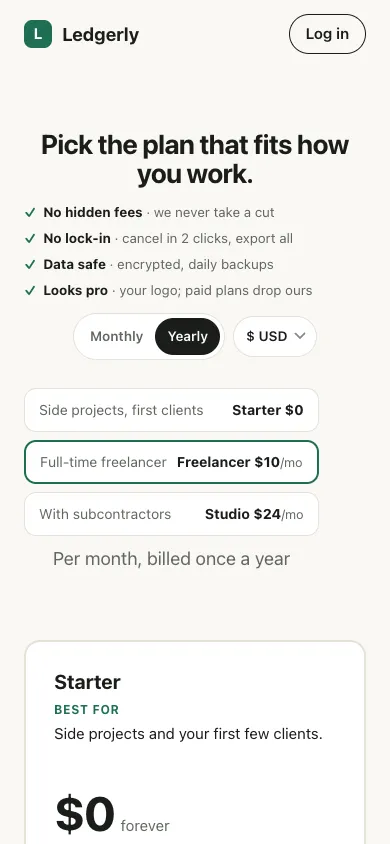 L Ledgerly Log in
Pick the plan that fits how
you work.
No hidden fees · we never take a cut
No lock-in · cancel in 2 clicks, export all
Data safe · encrypted, daily backups
Looks pro · your logo; paid plans drop ours
Monthly Yearly $ USD
Side projects, first clients Starter $0
Full-time freelancer Freelancer $10/mo
With subcontractors Studio $24/mo
Per month, billed once a year
Starter
BEST FOR
Side projects and your first few clients.
$0 forever